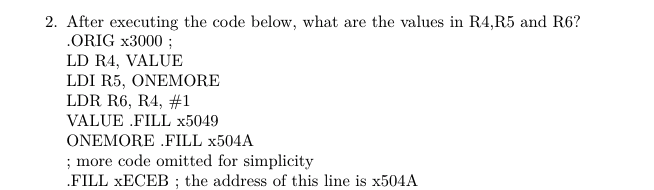 2. After executing the code below, what are the values in R4,R5 and R6?
.ORIG x3000 ;
LD R4, VALUE
LDI R5, ONEMORE
LDR R6, R4, #1
VALUE .FILL x5049
ONEMORE .FILL x504A
; more code omitted for simplicity
.FILL xECEB ; the address of this line is x504A